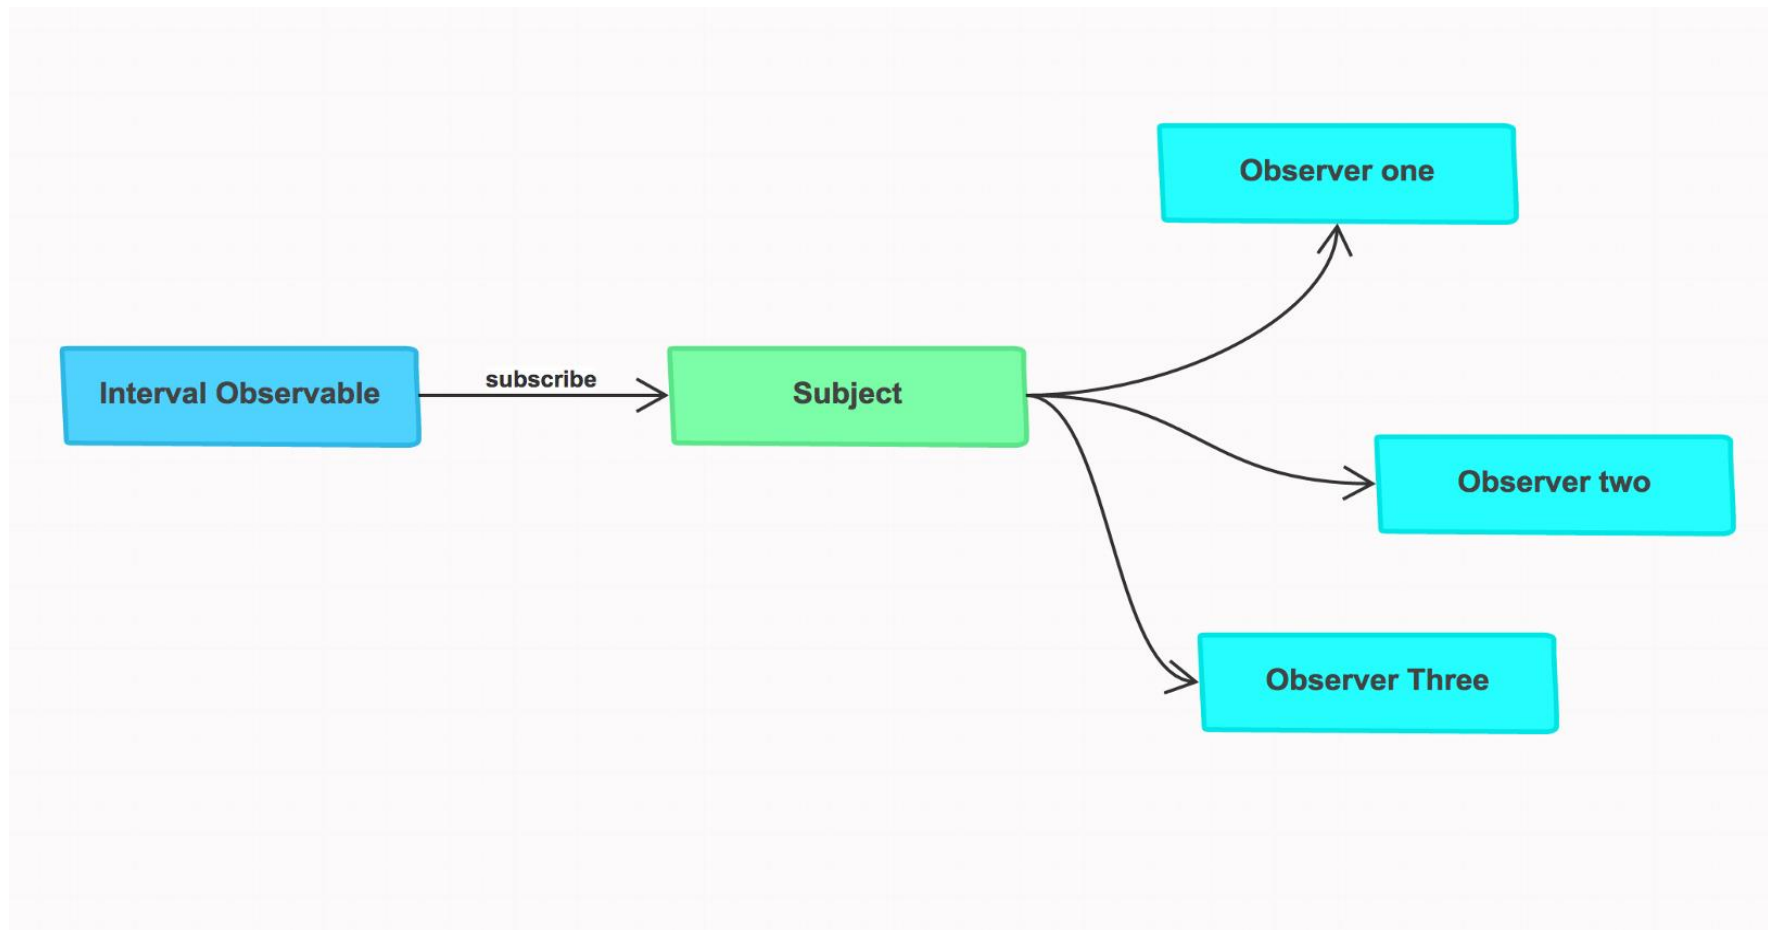 Observer one
Interval Observable
subscribe
Subject
Observer two
Observer Three